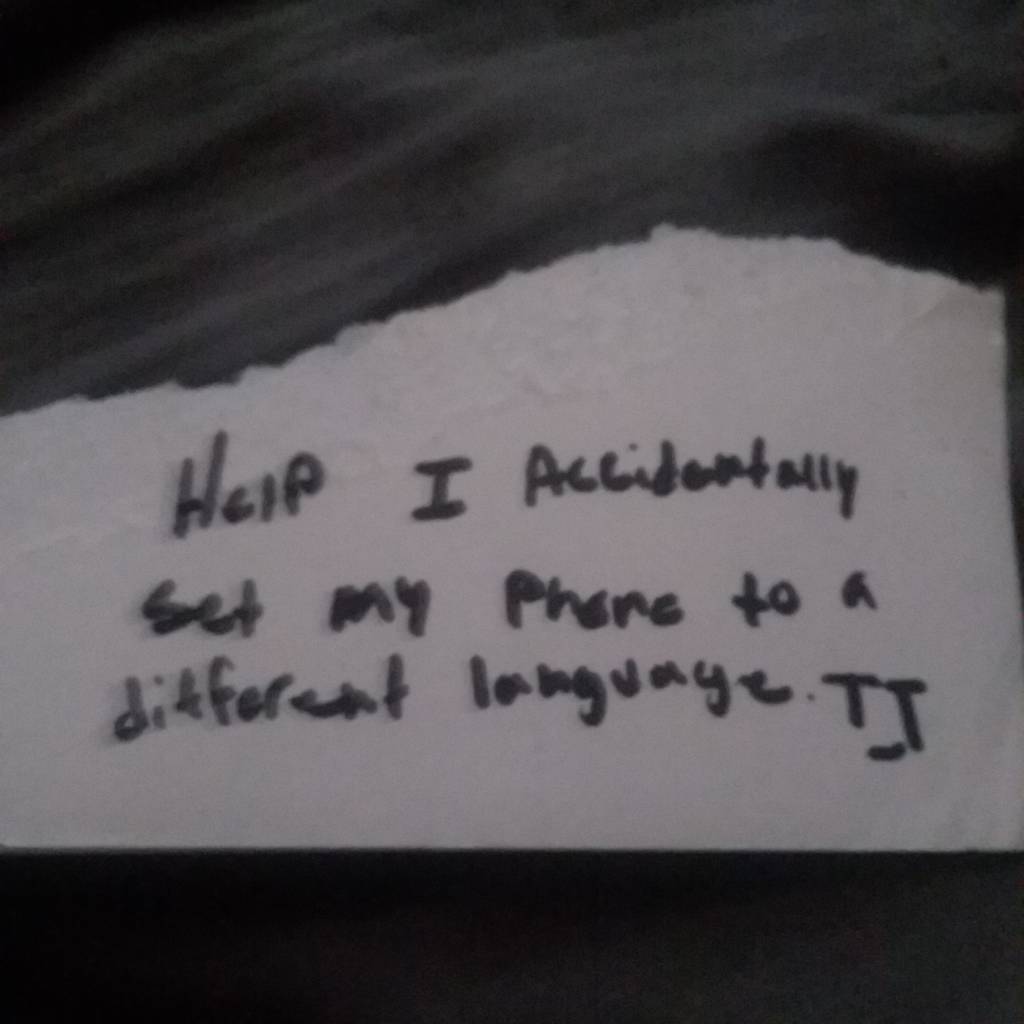 Help I Accidentally
set my Phone to a
different language. T_T